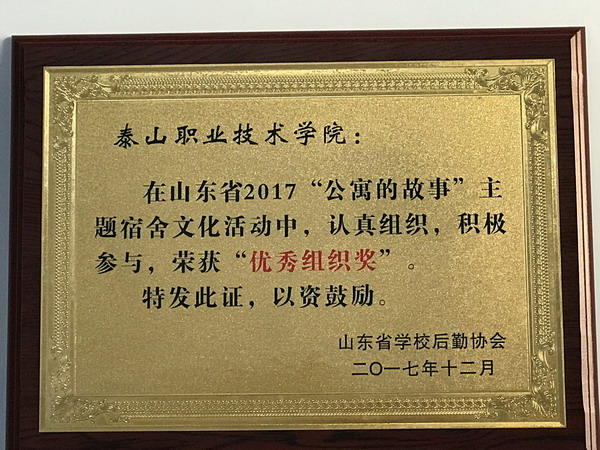 泰山职业技术学院：
在山东省2017“公寓的故事”主
题宿舍文化活动中，认真组织，积极
参与，荣获“优秀组织奖”。
特发此证，以资鼓励。
山东省学校后勤协会
二〇一七年十二月